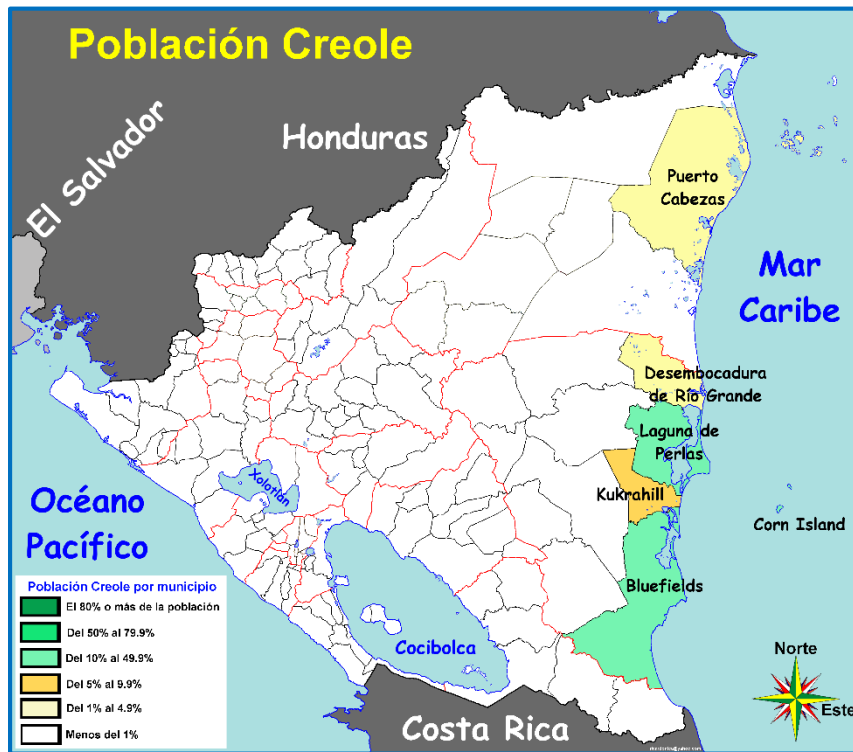 Población Creole
El Salvador
Honduras
Puerto
Cabezas
Mar
Caribe
Desembocadura
de Río Grande
Laguna de
Perlas
Xolotlán
Kukrahill
Océano
Pacífico
Corn Island
Bluefields
Cocibolca
Costa Rica
Población Creole por municipio
El 80% o más de la población
Del 50% al 79.9%
Del 10% al 49.9%
Del 5% al 9.9%
Del 1% al 4.9%
Menos del 1%
Norte
Este